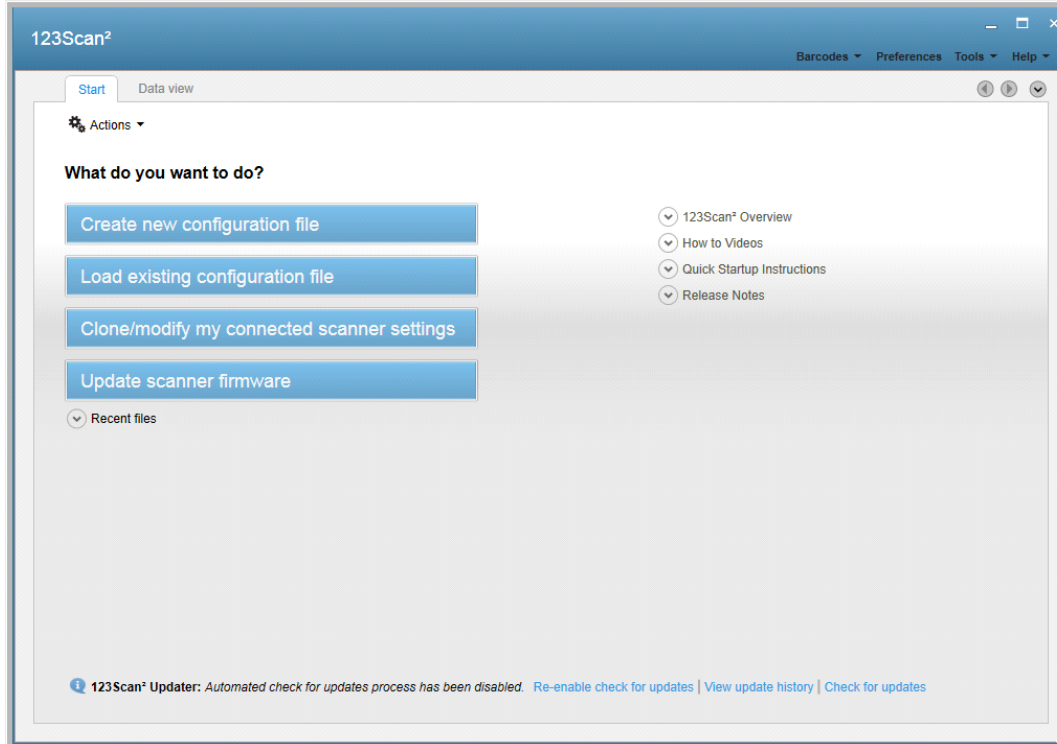 123Scan²
Barcodes Preferences Tools Help
Start Data view
Actions
What do you want to do?
Create new configuration file
Load existing configuration file
Clone/modify my connected scanner settings
Update scanner firmware
Recent files
123Scan² Overview
How to Videos
Quick Startup Instructions
Release Notes
123Scan² Updater: Automated check for updates process has been disabled. Re-enable check for updates | View update history | Check for updates